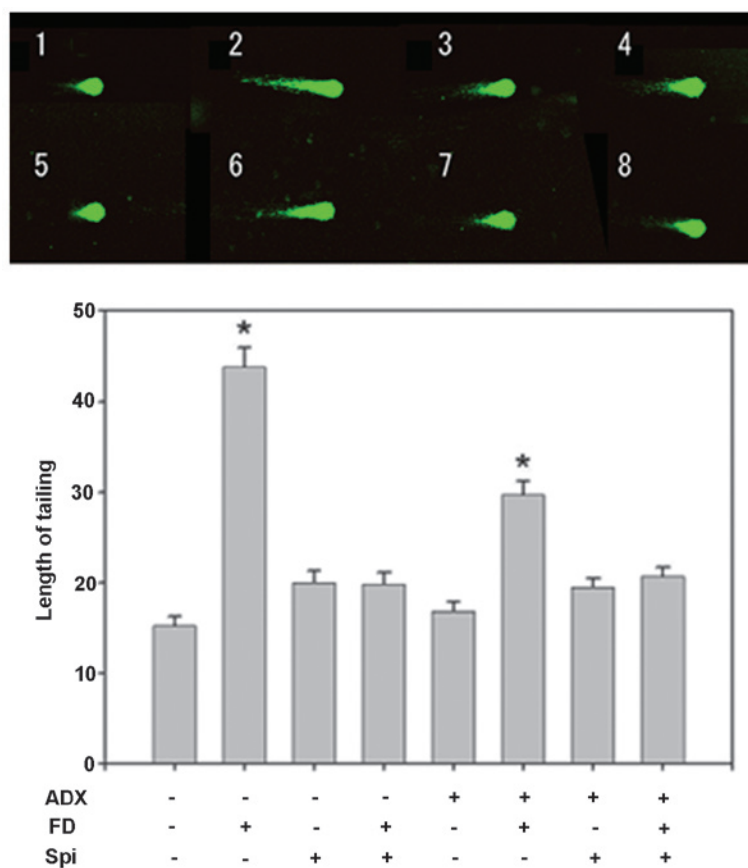 1 2 3 4
5 6 7 8
50
*
40
*
30
20
10
0
Length of tailing
ADX - - - - + + + +
FD - + - + - + - +
Spi - - + + - - + +